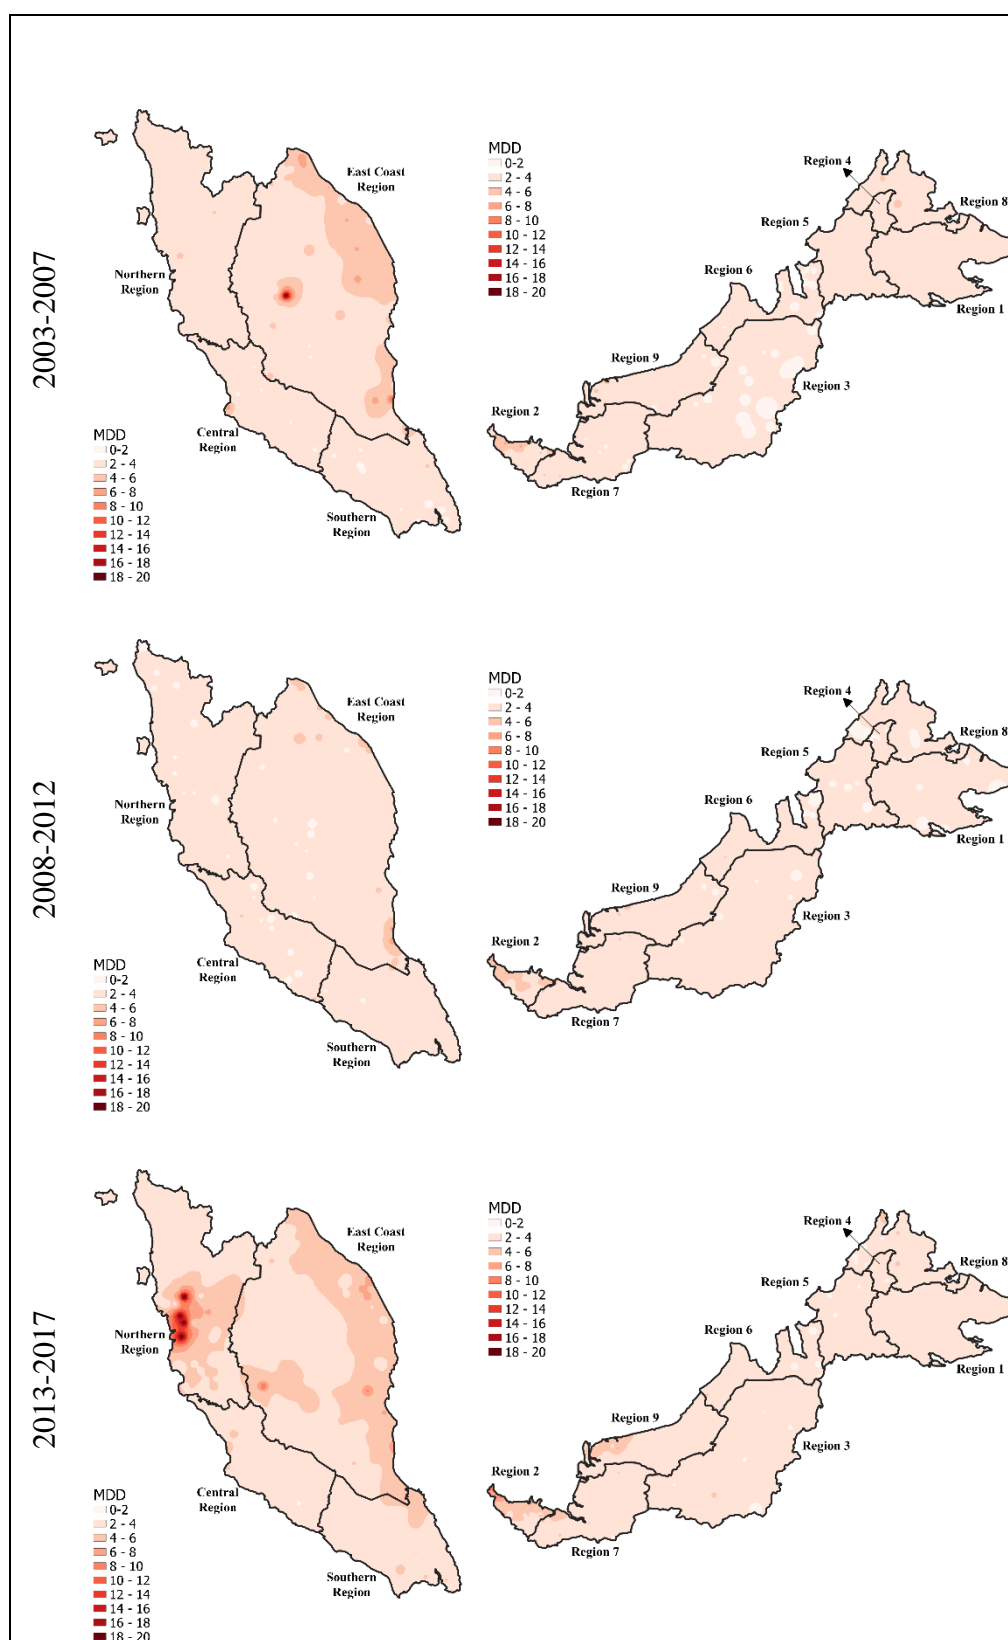 2003-2007
East Coast
Region
Northern
Region
Central
Region
Southern
Region
MDD
0-2
2 - 4
4 - 6
6 - 8
8 - 10
10 - 12
12 - 14
14 - 16
16 - 18
18 - 20
MDD
0-2
2 - 4
4 - 6
6 - 8
8 - 10
10 - 12
12 - 14
14 - 16
16 - 18
18 - 20
Region 4
Region 8
Region 5
Region 6
Region 1
Region 9
Region 3
Region 2
Region 7
2008-2012
East Coast
Region
Northern
Region
Central
Region
Southern
Region
MDD
0-2
2 - 4
4 - 6
6 - 8
8 - 10
10 - 12
12 - 14
14 - 16
16 - 18
18 - 20
MDD
0-2
2 - 4
4 - 6
6 - 8
8 - 10
10 - 12
12 - 14
14 - 16
16 - 18
18 - 20
Region 4
Region 8
Region 5
Region 6
Region 1
Region 9
Region 3
Region 2
Region 7
2013-2017
East Coast
Region
Northern
Region
Central
Region
Southern
Region
MDD
0-2
2 - 4
4 - 6
6 - 8
8 - 10
10 - 12
12 - 14
14 - 16
16 - 18
18 - 20
MDD
0-2
2 - 4
4 - 6
6 - 8
8 - 10
10 - 12
12 - 14
14 - 16
16 - 18
18 - 20
Region 4
Region 8
Region 5
Region 6
Region 1
Region 9
Region 3
Region 2
Region 7